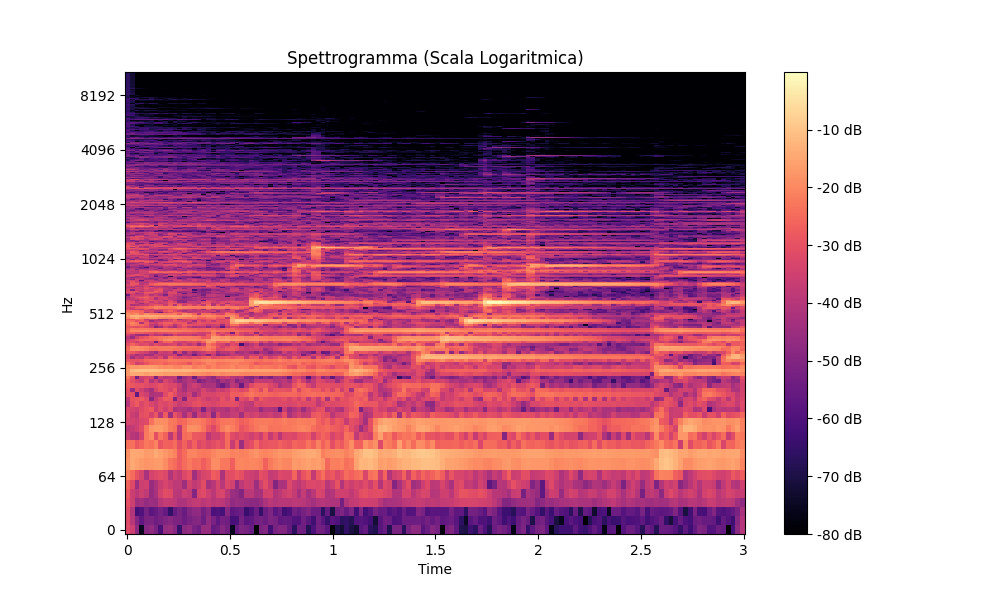 Spettrogramma (Scala Logaritmica)
Hz
8192
4096
2048
1024
512
256
128
64
0
0 0.5 1 1.5 2 2.5 3
Time
-10 dB
-20 dB
-30 dB
-40 dB
-50 dB
-60 dB
-70 dB
-80 dB